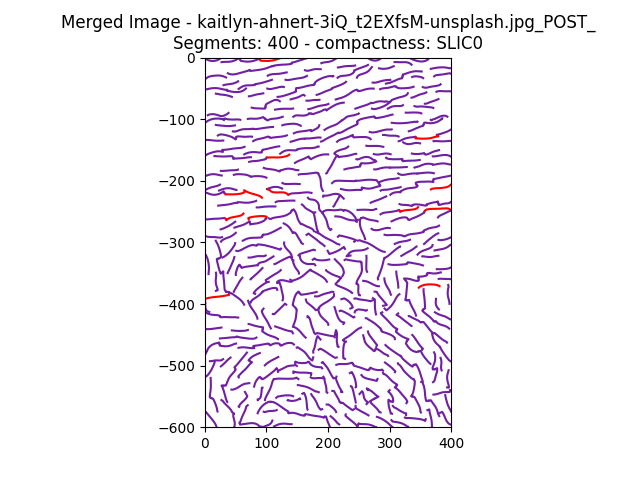 Merged Image - kaitlyn-ahnert-3iQ_t2EXfsM-unsplash.jpg_POST_
Segments: 400 - compactness: SLIC0
0
−100
−200
−300
−400
−500
−600
0 100 200 300 400